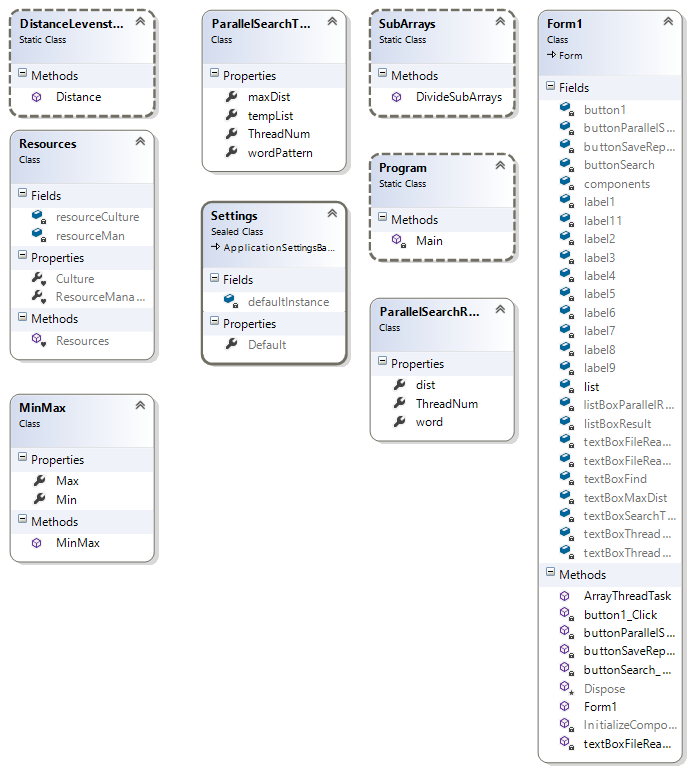 DistanceLevenst...
Static Class
Methods
Distance
Resources
Class
Fields
resourceCulture
resourceMan
Properties
Culture
ResourceMana...
Methods
Resources
MinMax
Class
Properties
Max
Min
Methods
MinMax
ParallelSearchT...
Class
Properties
maxDist
tempList
ThreadNum
wordPattern
Settings
Sealed Class
ApplicationSettingsBa...
Fields
defaultInstance
Properties
Default
SubArrays
Static Class
Methods
DivideSubArrays
Program
Static Class
Methods
Main
ParallelSearchR...
Class
Properties
dist
ThreadNum
word
Form1
Class
Form
Fields
button1
buttonParallelS...
buttonSaveRep...
buttonSearch
components
label1
label11
label2
label3
label4
label5
label6
label7
label8
label9
list
listBoxParallelR...
listBoxResult
textBoxFileRea...
textBoxFileRea...
textBoxFind
textBoxMaxDist
textBoxSearchT...
textBoxThread...
textBoxThread...
Methods
ArrayThreadTask
button1_Click
buttonParallelS...
buttonSaveRep...
buttonSearch_...
Dispose
Form1
InitializeCompo...
textBoxFileRea...